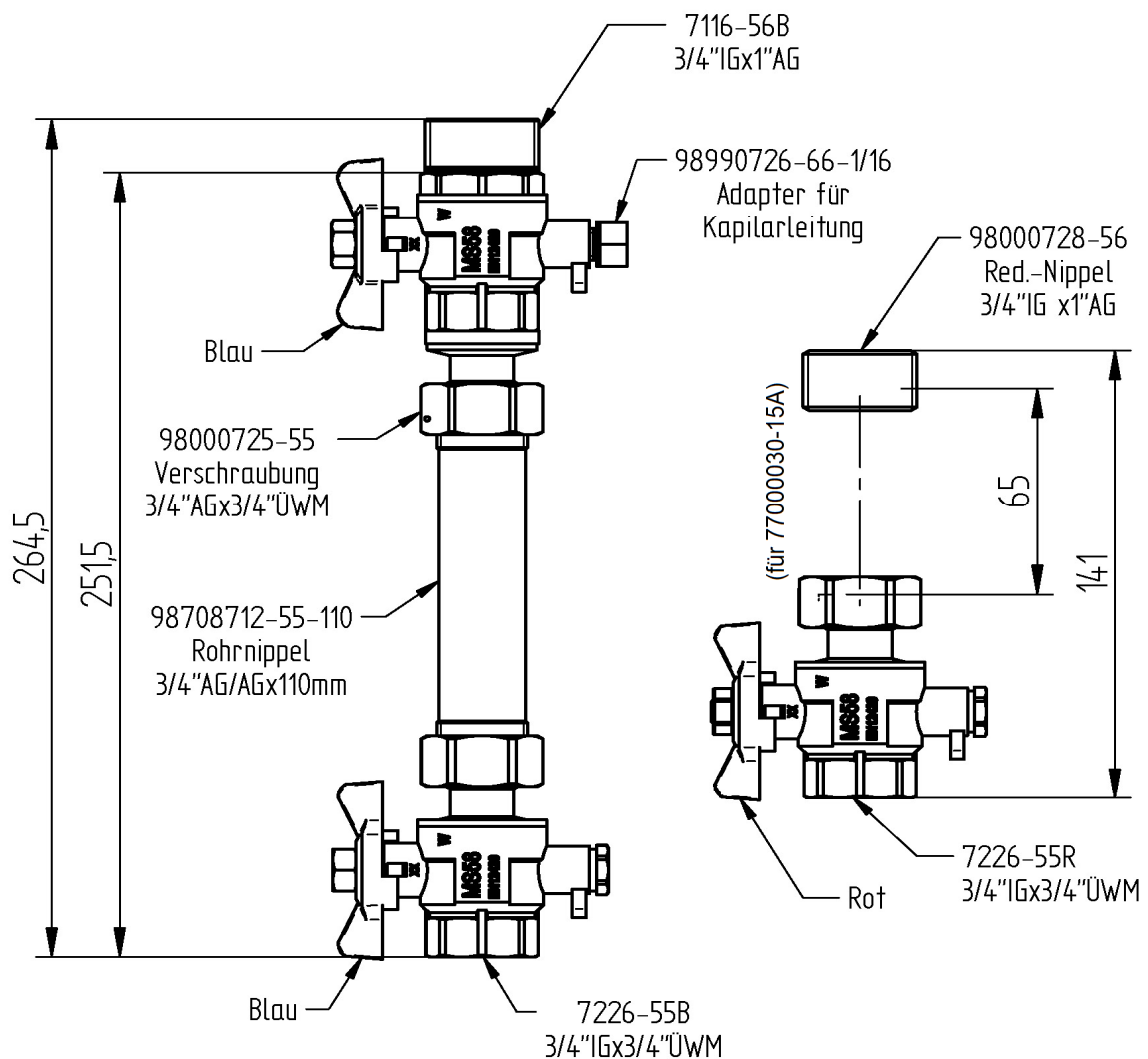 7116-56B
3/4"IGx1"AG
98990726-66-1/16
Adapter für
Kapilarleitung
98000728-56
Red.-Nippel
3/4"IG x1"AG
W
MS58
Blau
98000725-55
Verschraubung
3/4"AGx3/4"ÜWM
(für 77000030-15A)
264,5
251,5
65
141
98708712-55-110
Rohrnippel
3/4"AG/AGx110mm
W
MS58
W
MS58
7226-55R
3/4"IGx3/4"ÜWM
Rot
Blau
7226-55B
3/4"IGx3/4"ÜWM